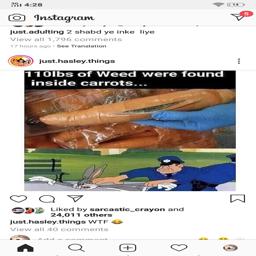 4:28
Instagram
just.adulting 2 shabd ye inke liye
View all 1,796 comments
17 hours ago · See Translation
just.hasley.things
110lbs of Weed were found
inside carrots...
Liked by sarcastic_crayon and
24,011 others
just.hasley.things WTF 😂
View all 40 comments
Add a comment...